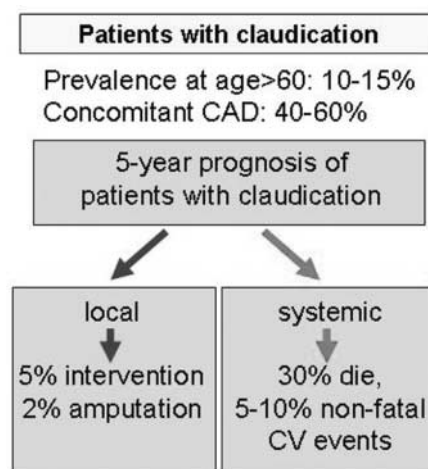 Patients with claudication
Prevalence at age>60: 10-15%
Concomitant CAD: 40-60%
5-year prognosis of
patients with claudication
local
5% intervention
2% amputation
systemic
30% die,
5-10% non-fatal
CV events